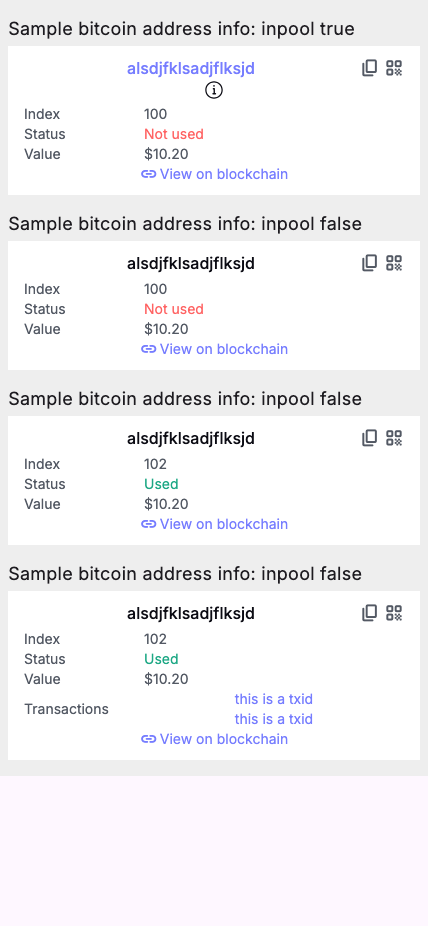 Sample bitcoin address info: inpool true
alsdjfklsadjflksjd
Index 100
Status Not used
Value $10.20
View on blockchain
Sample bitcoin address info: inpool false
alsdjfklsadjflksjd
Index 100
Status Not used
Value $10.20
View on blockchain
Sample bitcoin address info: inpool false
alsdjfklsadjflksjd
Index 102
Status Used
Value $10.20
View on blockchain
Sample bitcoin address info: inpool false
alsdjfklsadjflksjd
Index 102
Status Used
Value $10.20
Transactions this is a txid
this is a txid
View on blockchain